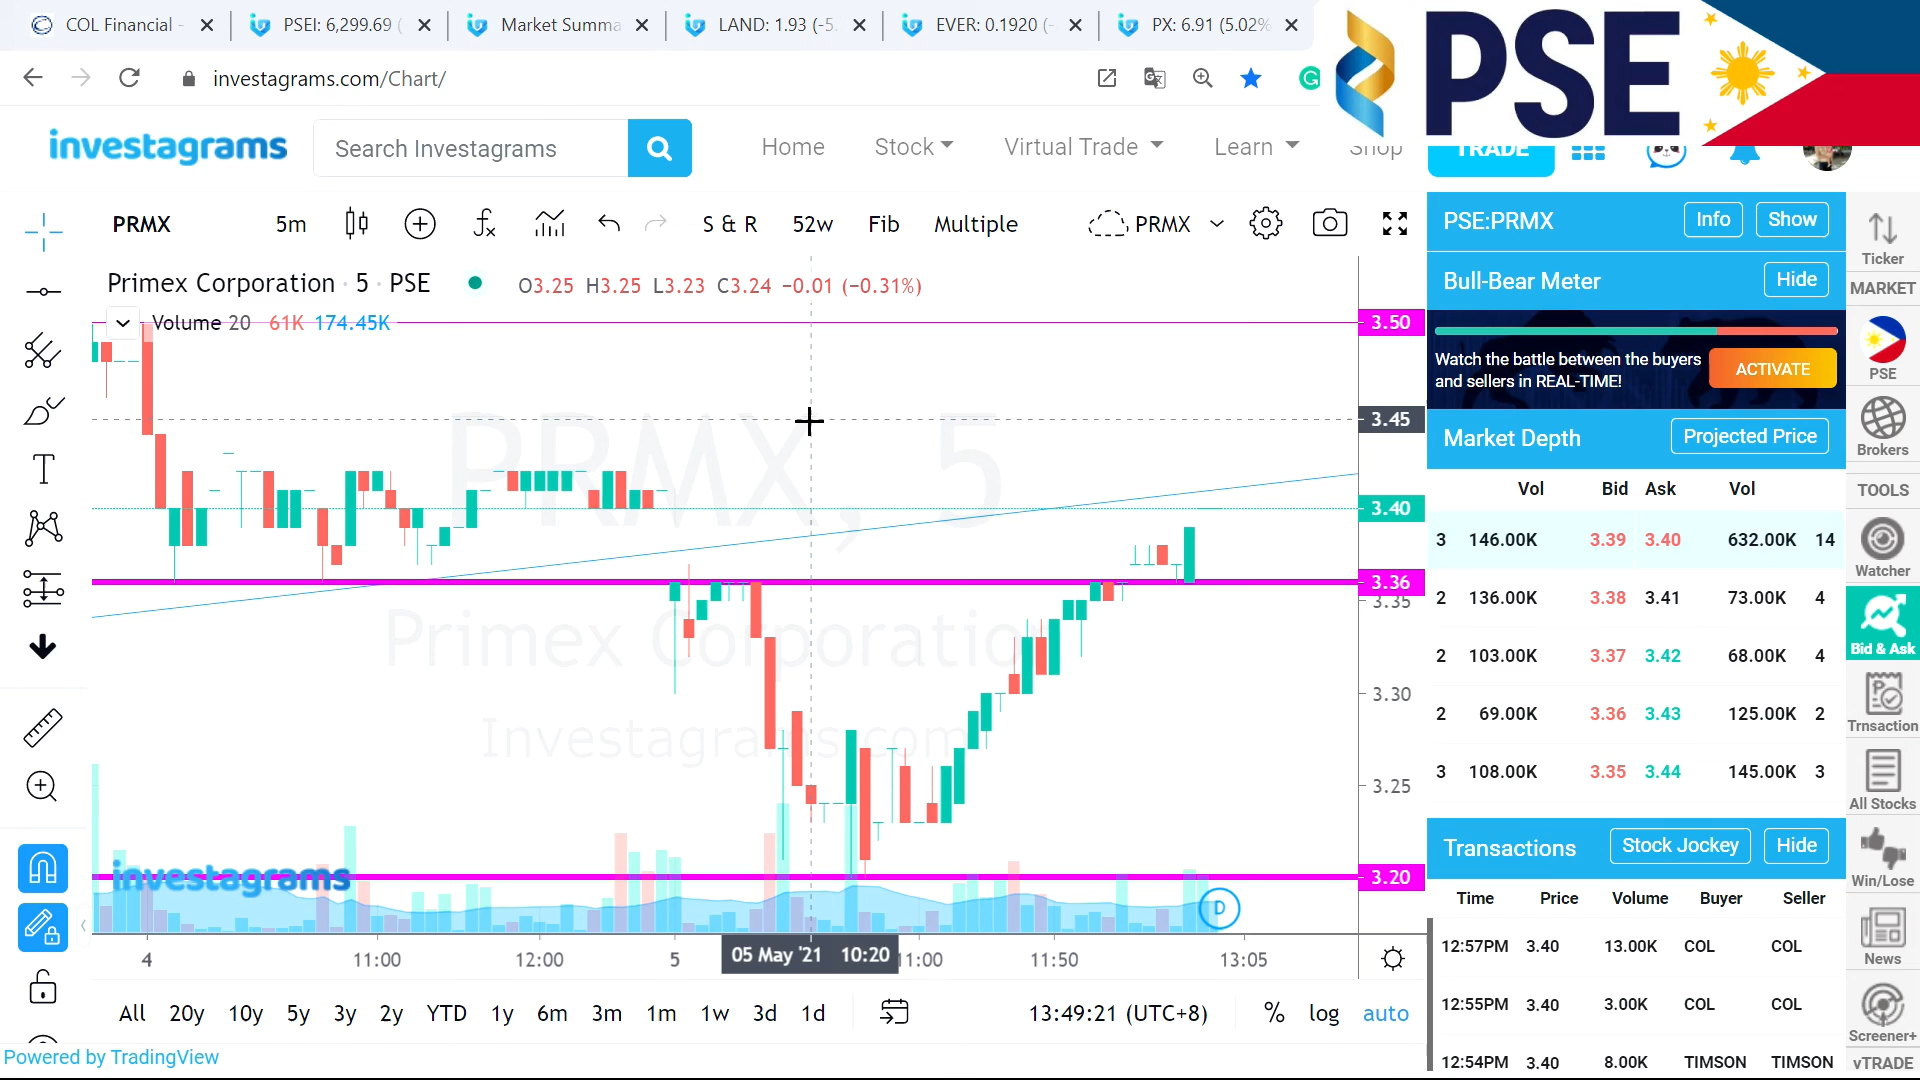 COL Financial -
PSEI: 6,299.69 (
Market Summa
LAND: 1.93 (-5.
EVER: 0.1920 (-
PX: 6.91 (5.02%
PSE
investagrams.com/Chart/
investagrams
Search Investagrams
Home
Stock
Virtual Trade
Learn
Shop
TRADE
PRMX
5m
S & R
52w
Fib
Multiple
PRMX
Primex Corporation · 5 · PSE
O3.25 H3.25 L3.23 C3.24 −0.01 (−0.31%)
Volume 20 61K 174.45K
PRMX, 5
Primex Corporation
Investagrams.com
investagrams
3.50
3.45
3.40
3.36
3.35
3.30
3.25
3.20
D
4
11:00
12:00
5
05 May '21 10:20
11:00
11:50
13:05
All 20y 10y 5y 3y 2y YTD 1y 6m 3m 1m 1w 3d 1d
13:49:21 (UTC+8)
% log auto
Powered by TradingView
PSE:PRMX
Info
Show
Bull-Bear Meter
Hide
Watch the battle between the buyers
and sellers in REAL-TIME!
ACTIVATE
Market Depth
Projected Price
Vol Bid Ask Vol
3 146.00K 3.39 3.40 632.00K 14
2 136.00K 3.38 3.41 73.00K 4
2 103.00K 3.37 3.42 68.00K 4
2 69.00K 3.36 3.43 125.00K 2
3 108.00K 3.35 3.44 145.00K 3
Transactions
Stock Jockey
Hide
Time Price Volume Buyer Seller
12:57PM 3.40 13.00K COL COL
12:55PM 3.40 3.00K COL COL
12:54PM 3.40 8.00K TIMSON TIMSON
Ticker
MARKET
PSE
Brokers
TOOLS
Watcher
Bid & Ask
Trnsaction
All Stocks
Win/Lose
News
Screener+
vTRADE